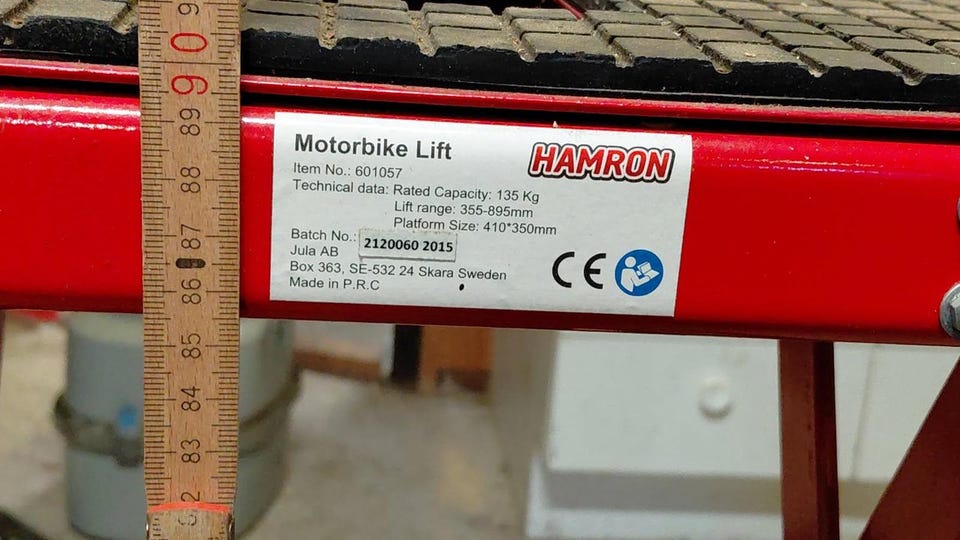 Motorbike Lift
HAMRON
Item No.: 601057
Technical data: Rated Capacity: 135 Kg
Lift range: 355-895mm
Platform Size: 410*350mm
Batch No.: 2120060 2015
Jula AB
Box 363, SE-532 24 Skara Sweden
Made in P.R.C
CE
90
89
88
87
86
85
84
83